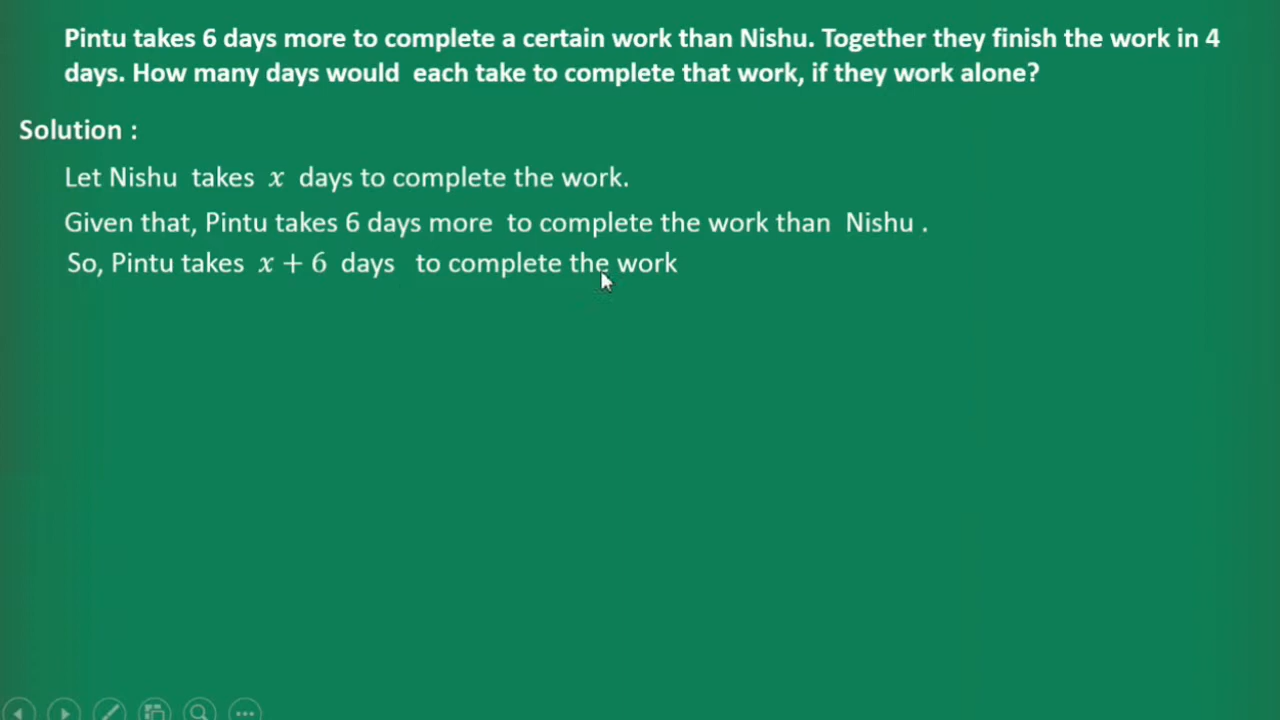 Pintu takes 6 days more to complete a certain work than Nishu. Together they finish the work in 4
days. How many days would each take to complete that work, if they work alone?
Solution :
Let Nishu takes x days to complete the work.
Given that, Pintu takes 6 days more to complete the work than Nishu .
So, Pintu takes x + 6 days to complete the work